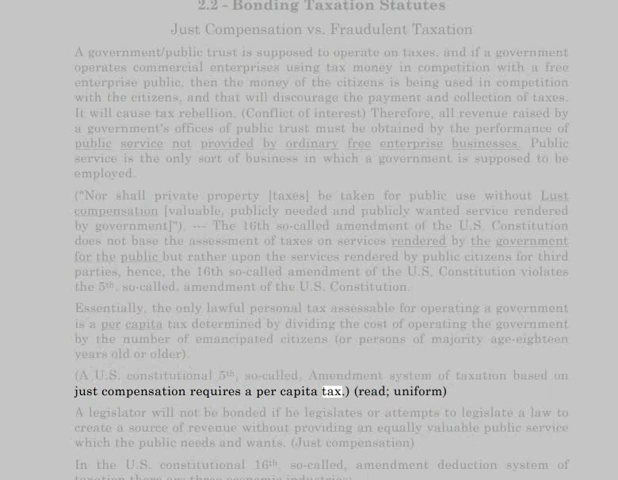 2.2 - Bonding Taxation Statutes
Just Compensation vs. Fraudulent Taxation
A government/public trust is supposed to operate on taxes, and if a government
operates commercial enterprises using tax money in competition with a free
enterprise public, then the money of the citizens is being used in competition
with the citizens, and that will discourage the payment and collection of taxes.
It will cause tax rebellion. (Conflict of interest) Therefore, all revenue raised by
a government's offices of public trust must be obtained by the performance of
public service not provided by ordinary free enterprise businesses. Public
service is the only sort of business in which a government is supposed to be
employed.
("Nor shall private property [taxes] be taken for public use without Lust
compensation [valuable, publicly needed and publicly wanted service rendered
by government]"). --- The 16th so-called amendment of the U.S. Constitution
does not base the assessment of taxes on services rendered by the government
for the public but rather upon the services rendered by public citizens for third
parties, hence, the 16th so-called amendment of the U.S. Constitution violates
the 5th, so-called, amendment of the U.S. Constitution.
Essentially, the only lawful personal tax assessable for operating a government
is a per capita tax determined by dividing the cost of operating the government
by the number of emancipated citizens (or persons of majority age-eighteen
years old or older).
(A U.S. constitutional 5th, so-called, Amendment system of taxation based on
just compensation requires a per capita tax.) (read; uniform)
A legislator will not be bonded if he legislates or attempts to legislate a law to
create a source of revenue without providing an equally valuable public service
which the public needs and wants. (Just compensation)
In the U.S. constitutional 16th, so-called, amendment deduction system of
taxation there are three economic industries: